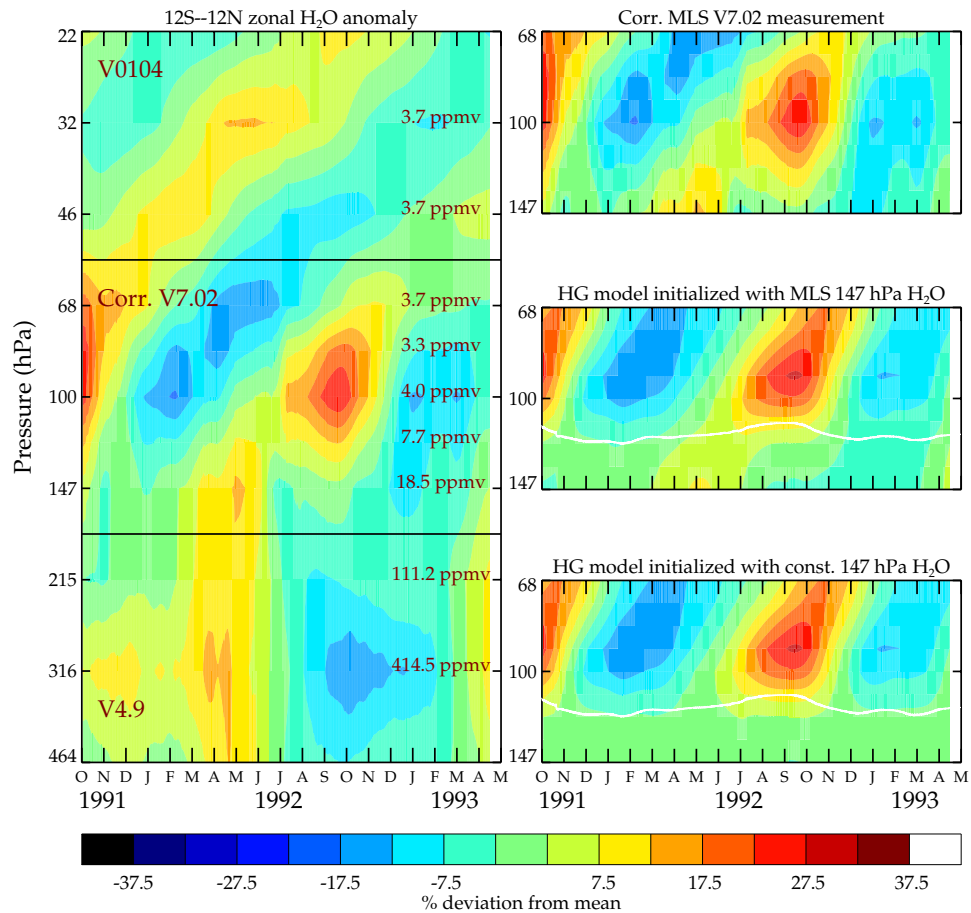 12S--12N zonal H₂O anomaly
22
V0104
32
3.7 ppmv
46
3.7 ppmv
Corr. V7.02
68
3.7 ppmv
3.3 ppmv
100
4.0 ppmv
7.7 ppmv
147
18.5 ppmv
215
111.2 ppmv
316
414.5 ppmv
V4.9
464
Pressure (hPa)
O N D J F M A M J J A S O N D J F M A M
1991 1992 1993
Corr. MLS V7.02 measurement
68
100
147
HG model initialized with MLS 147 hPa H₂O
68
100
147
HG model initialized with const. 147 hPa H₂O
68
100
147
O N D J F M A M J J A S O N D J F M A M
1991 1992 1993
-37.5 -27.5 -17.5 -7.5 7.5 17.5 27.5 37.5
% deviation from mean